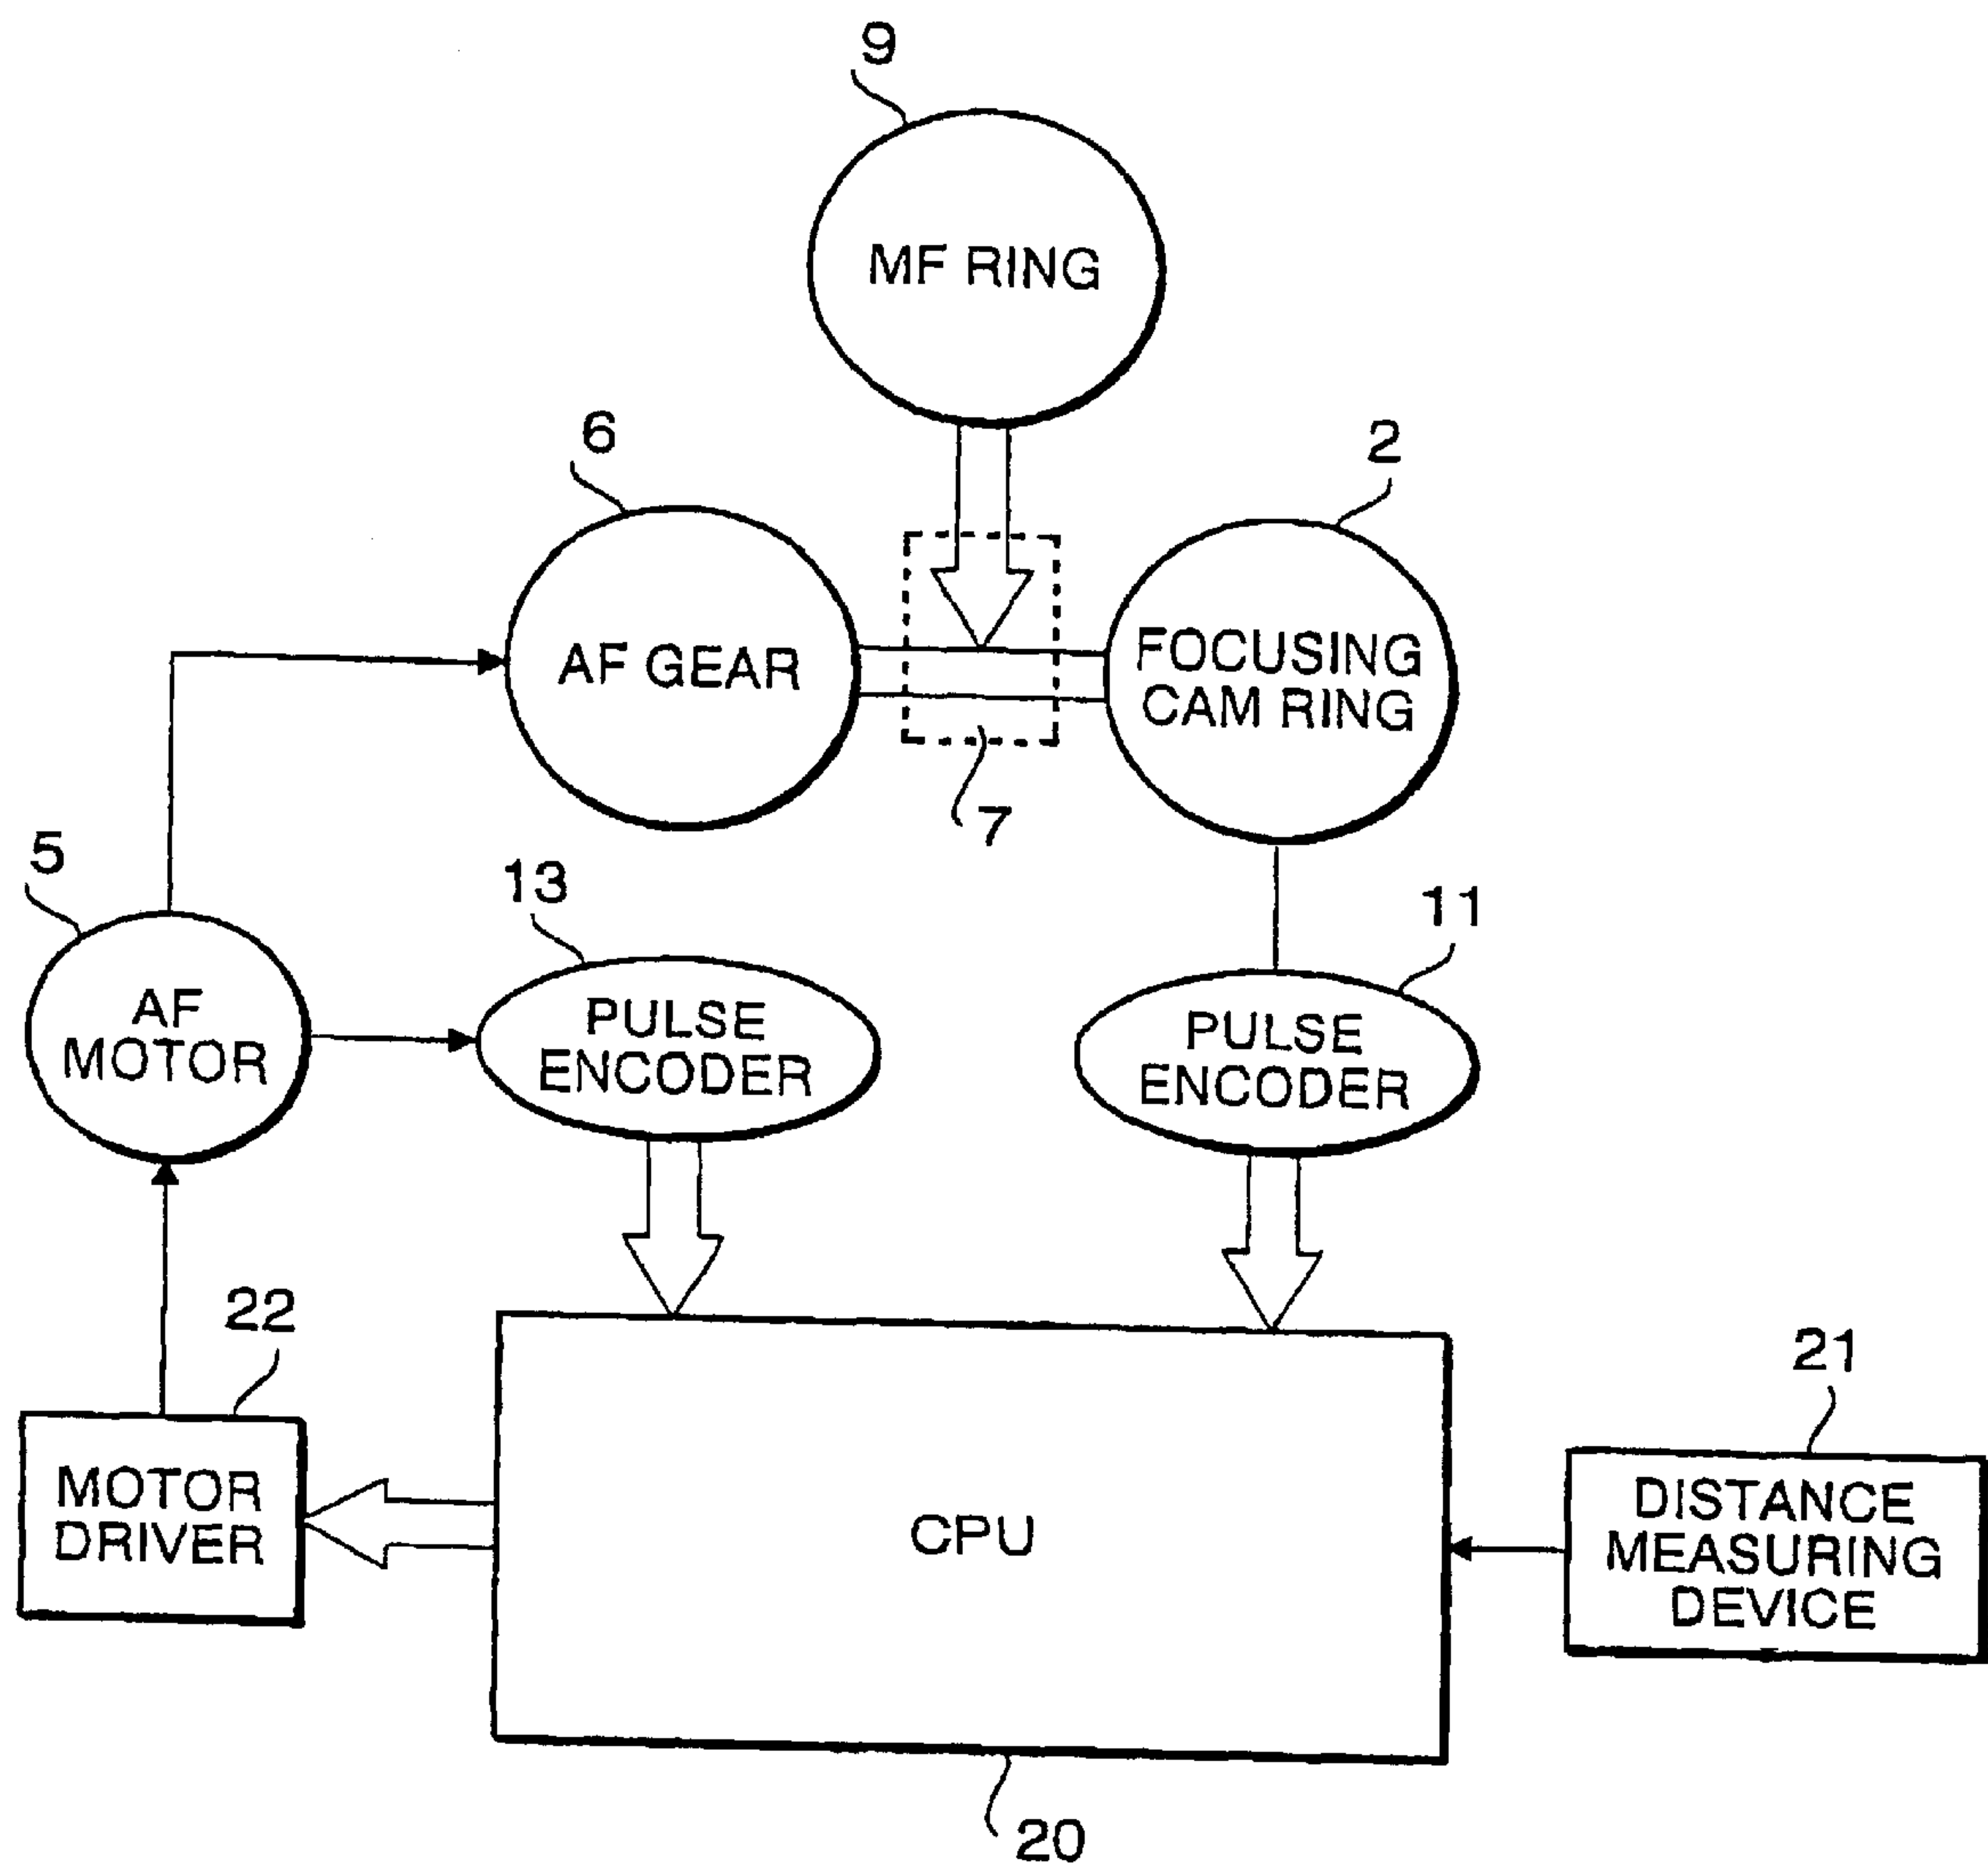 9
MF RING
6
2
AF GEAR
FOCUSING
CAM RING
7
5
13
11
AF
MOTOR
PULSE
ENCODER
PULSE
ENCODER
22
21
MOTOR
DRIVER
CPU
DISTANCE
MEASURING
DEVICE
20